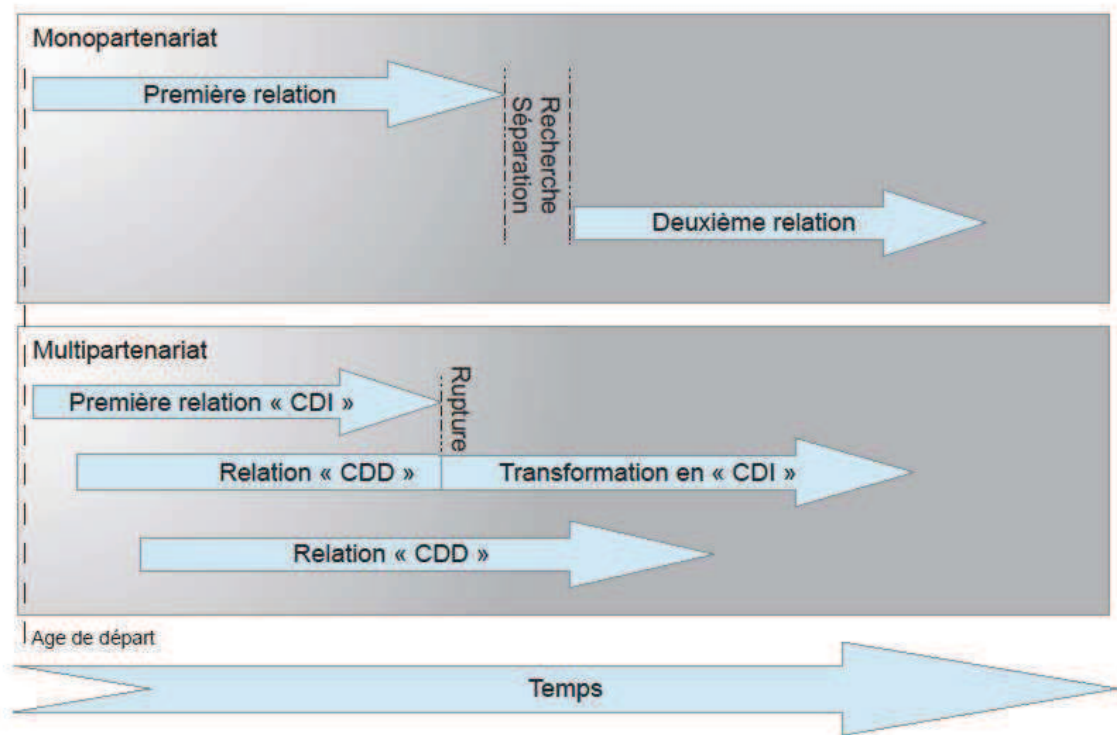 Monopartenariat
Première relation
Recherche
Séparation
Deuxième relation
Multipartenariat
Première relation « CDI »
Rupture
Relation « CDD »
Transformation en « CDI »
Relation « CDD »
Age de départ
Temps